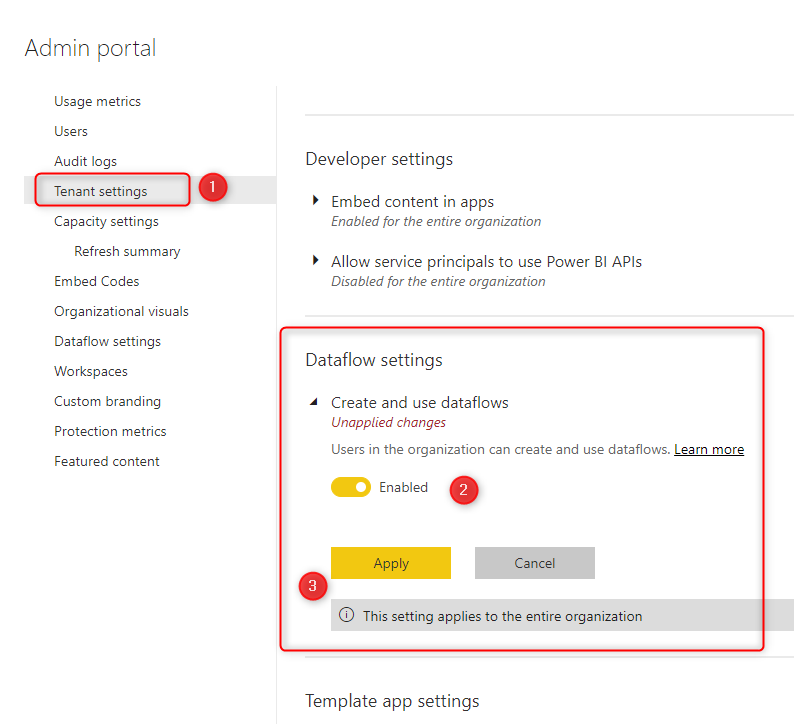 Admin portal
Usage metrics
Users
Audit logs
Tenant settings
1
Capacity settings
Refresh summary
Embed Codes
Organizational visuals
Dataflow settings
Workspaces
Custom branding
Protection metrics
Featured content
Developer settings
Embed content in apps
Enabled for the entire organization
Allow service principals to use Power BI APIs
Disabled for the entire organization
Dataflow settings
Create and use dataflows
Unapplied changes
Users in the organization can create and use dataflows. Learn more
Enabled
2
Apply
Cancel
3
This setting applies to the entire organization
Template app settings